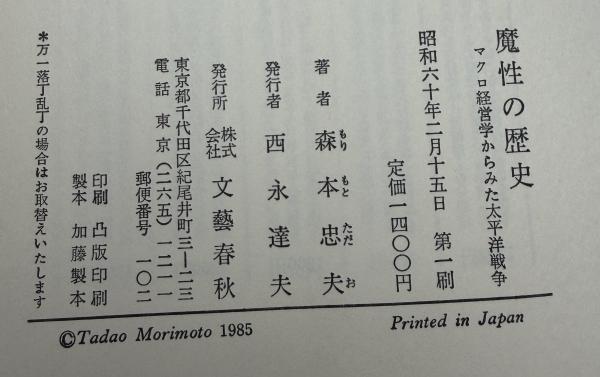 魔性の歴史
マクロ経営学からみた太平洋戦争
昭和六十年二月十五日 第一刷
定価一四〇〇円
著者 森本忠夫
もり もと ただ お
発行者 西永達夫
発行所 株式会社 文藝春秋
東京都千代田区紀尾井町三―二三
電話 東京(二六五)一二一一
郵便番号 一〇二
印刷 凸版印刷
製本 加藤製本
*万一落丁乱丁の場合はお取替えいたします
©Tadao Morimoto 1985
Printed in Japan